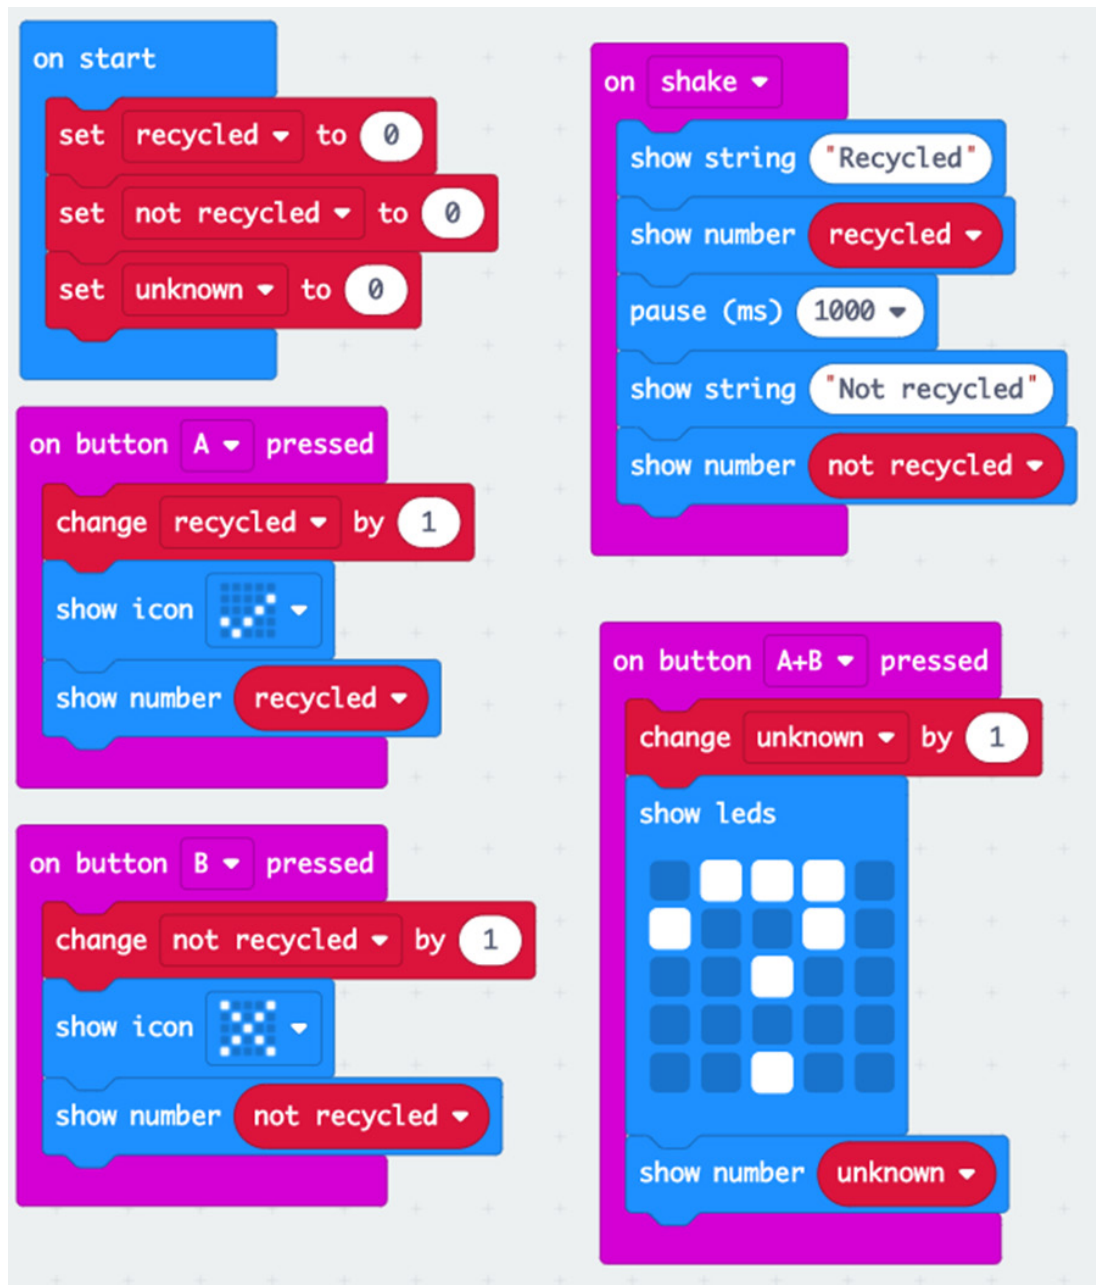 on start
set recycled to 0
set not recycled to 0
set unknown to 0
on button A pressed
change recycled by 1
show icon
show number recycled
on button B pressed
change not recycled by 1
show icon
show number not recycled
on shake
show string "Recycled"
show number recycled
pause (ms) 1000
show string "Not recycled"
show number not recycled
on button A+B pressed
change unknown by 1
show leds
show number unknown